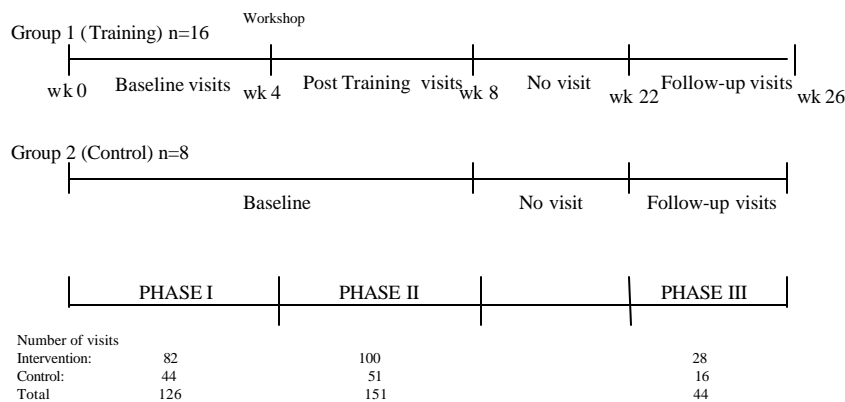 Workshop
Group 1 (Training) n=16
wk 0 Baseline visits wk 4 Post Training visits wk 8 No visit wk 22 Follow-up visits wk 26
Group 2 (Control) n=8
Baseline No visit Follow-up visits
PHASE I PHASE II PHASE III
Number of visits
Intervention: 82 100 28
Control: 44 51 16
Total 126 151 44